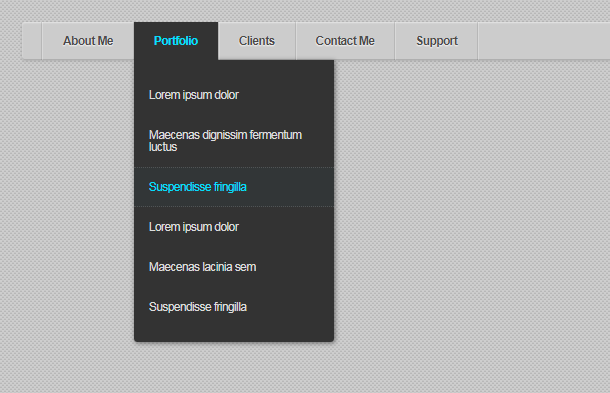 About Me Portfolio Clients Contact Me Support
Lorem ipsum dolor
Maecenas dignissim fermentum
luctus
Suspendisse fringilla
Lorem ipsum dolor
Maecenas lacinia sem
Suspendisse fringilla